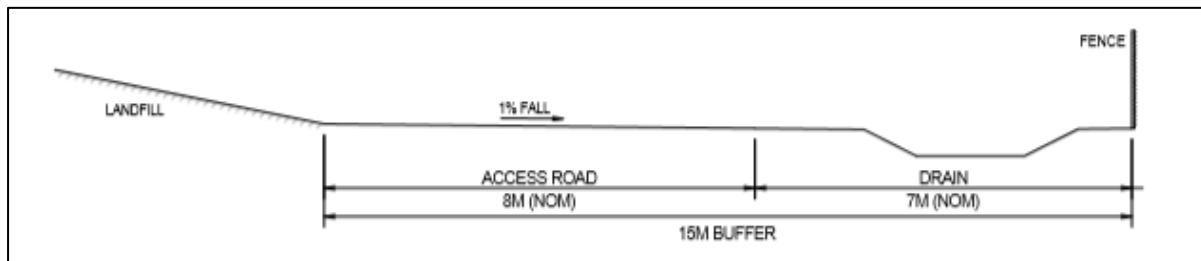 FENCE
LANDFILL
1% FALL
ACCESS ROAD
8M (NOM)
DRAIN
7M (NOM)
15M BUFFER